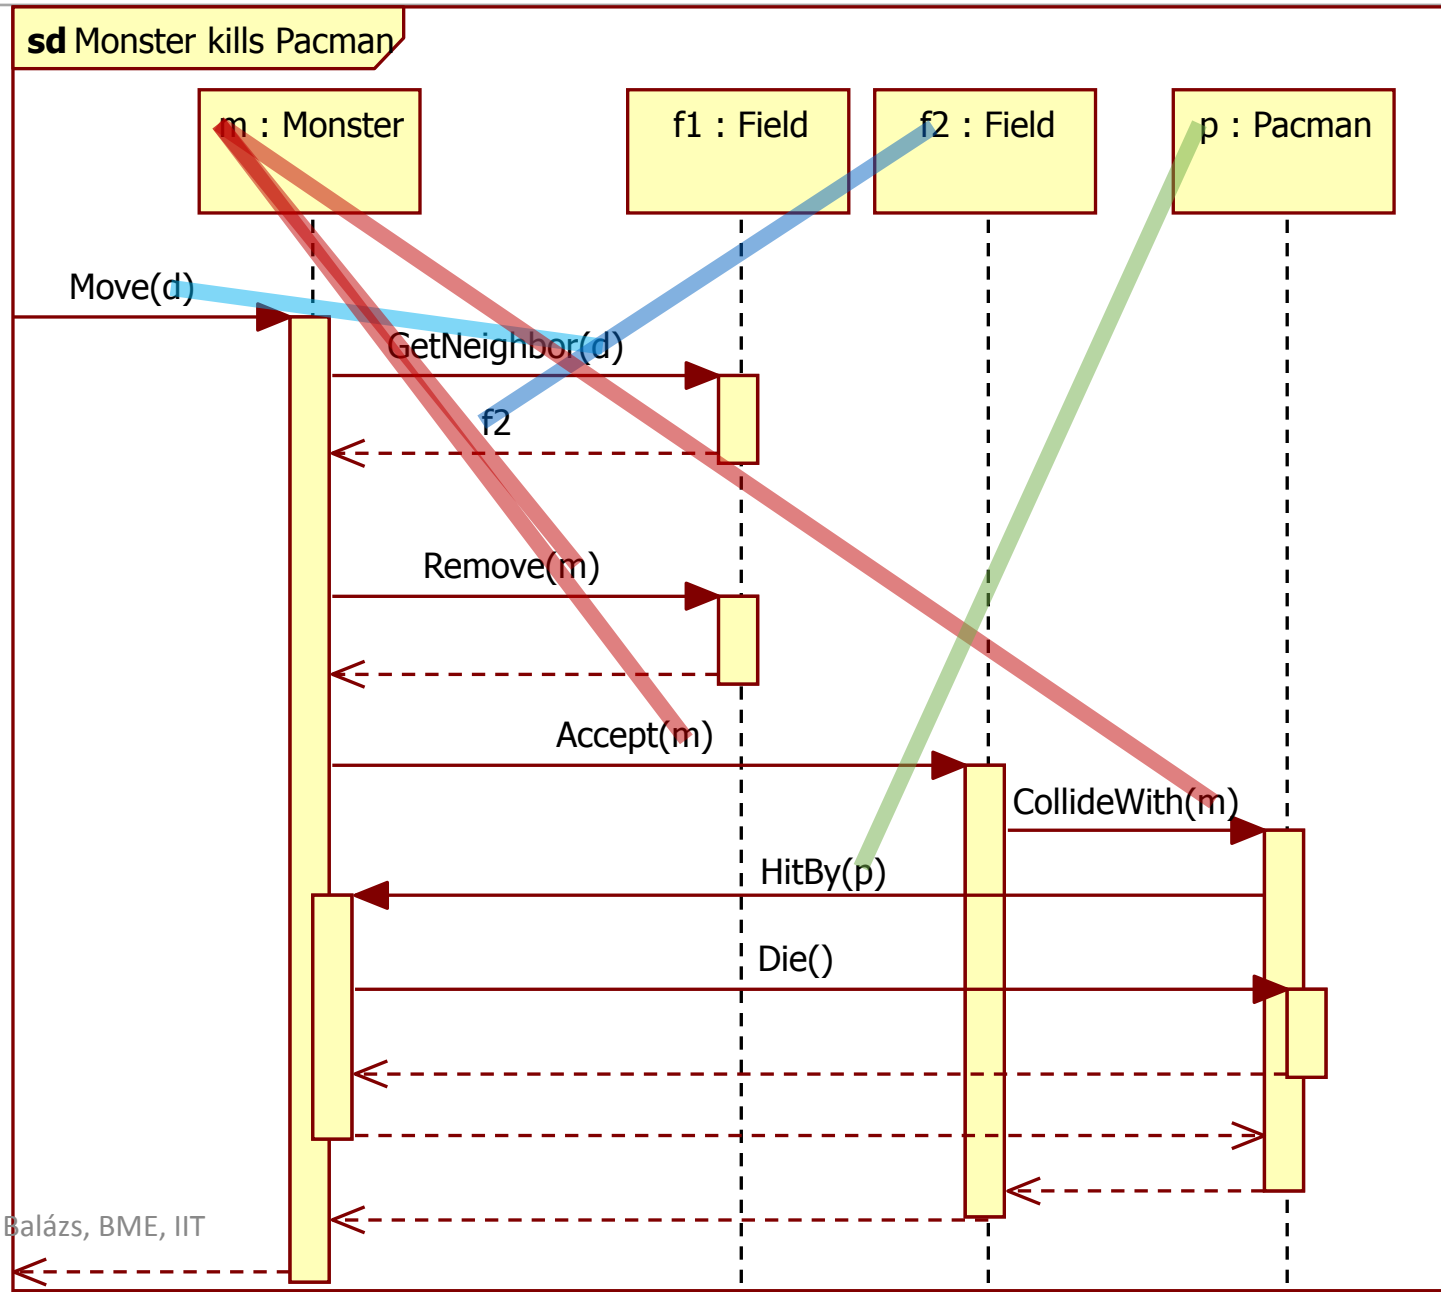 sd Monster kills Pacman
m : Monster
f1 : Field
f2 : Field
p : Pacman
Move(d)
GetNeighbor(d)
f2
Remove(m)
Accept(m)
CollideWith(m)
HitBy(p)
Die()
Balázs, BME, IIT